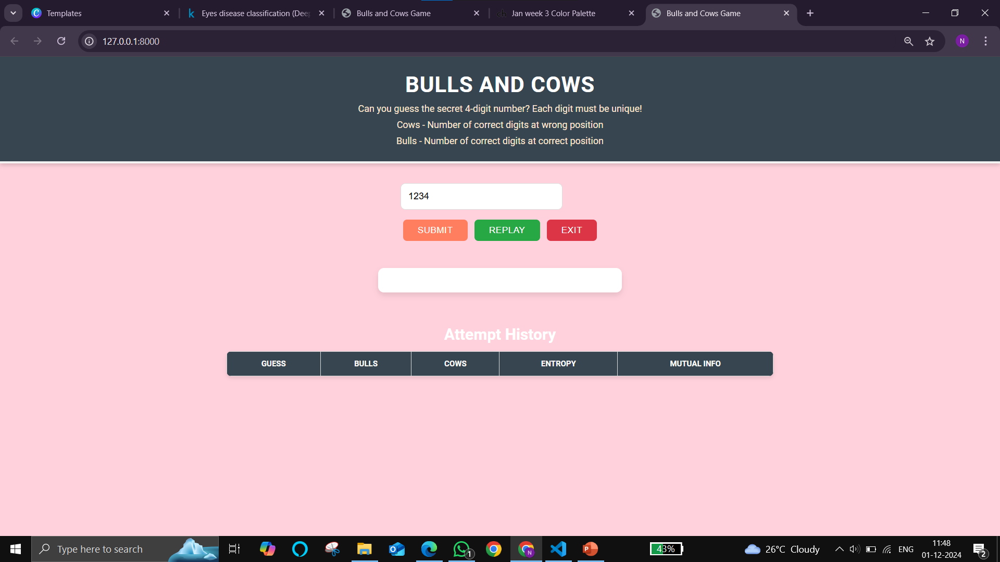 Templates
Eyes disease classification (Deep
Bulls and Cows Game
Jan week 3 Color Palette
Bulls and Cows Game
127.0.0.1:8000
N
BULLS AND COWS
Can you guess the secret 4-digit number? Each digit must be unique!
Cows - Number of correct digits at wrong position
Bulls - Number of correct digits at correct position
1234
SUBMIT REPLAY EXIT
Attempt History
GUESS BULLS COWS ENTROPY MUTUAL INFO
Type here to search
1
43%
26°C Cloudy
ENG
11:48
01-12-2024
2